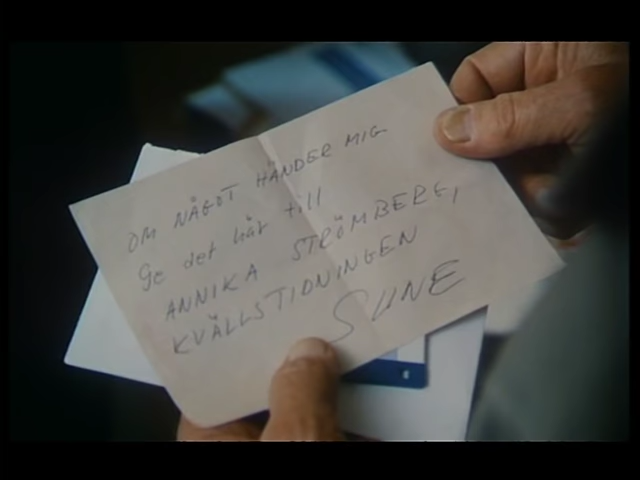 OM NÅGOT HÄNDER MIG
Ge det här till
ANNIKA STRÖMBERG,
KVÄLLSTIDNINGEN
SUNE